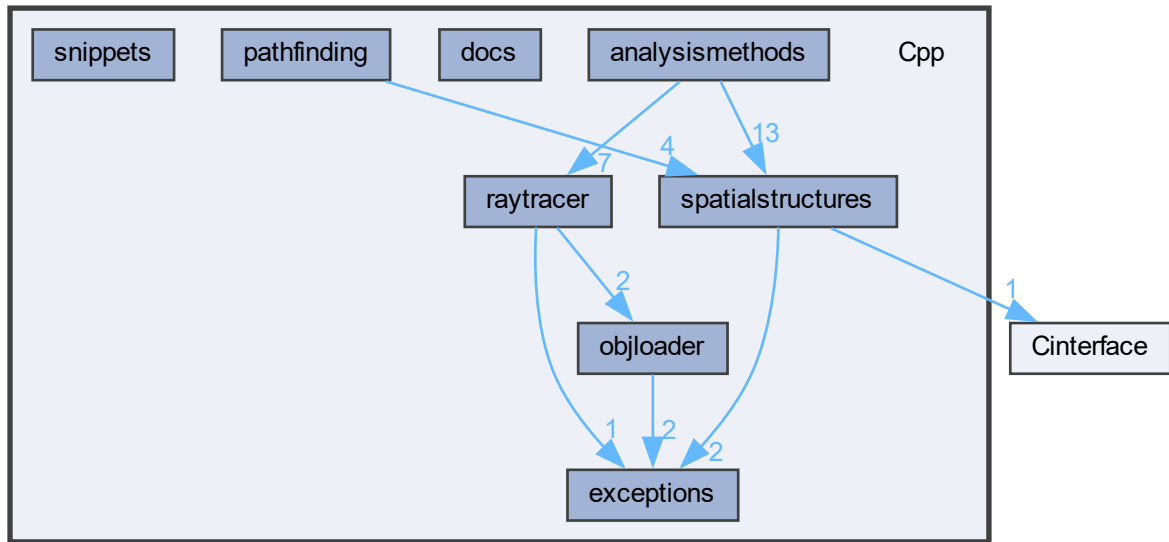 snippets
pathfinding
docs
analysismethods
Cpp
4
13
7
raytracer
spatialstructures
2
1
objloader
Cinterface
1
2
2
exceptions